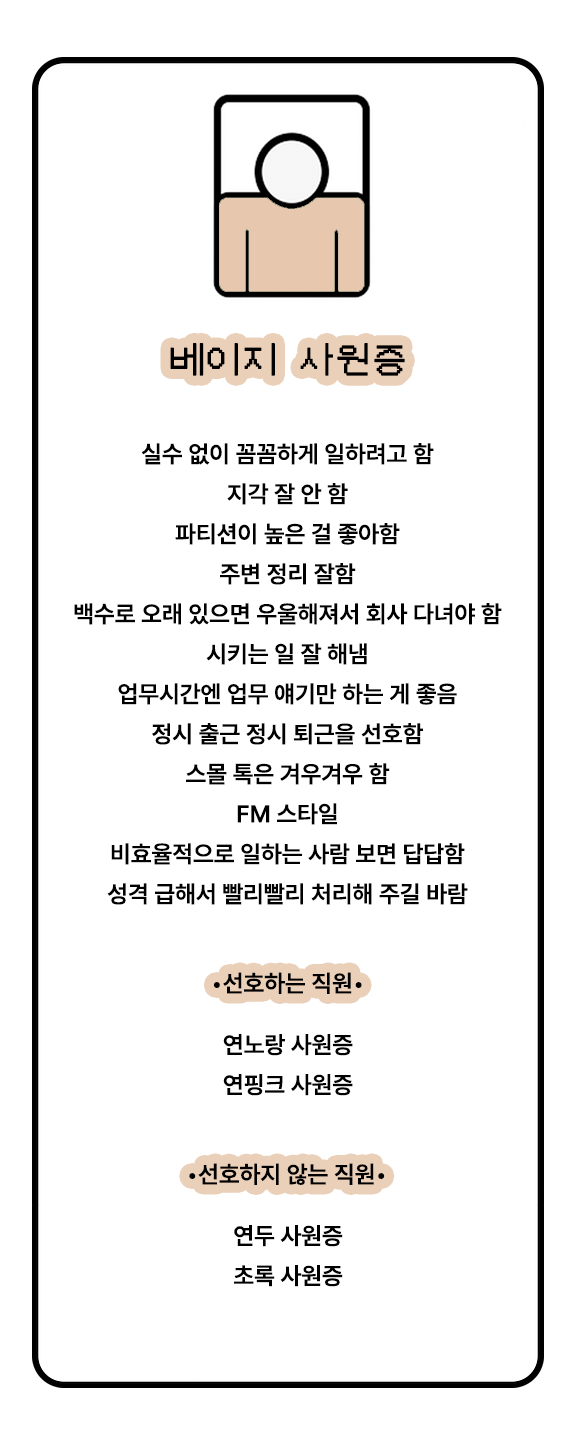 베이지 사원증
실수 없이 꼼꼼하게 일하려고 함
지각 잘 안 함
파티션이 높은 걸 좋아함
주변 정리 잘함
백수로 오래 있으면 우울해져서 회사 다녀야 함
시키는 일 잘 해냄
업무시간엔 업무 얘기만 하는 게 좋음
정시 출근 정시 퇴근을 선호함
스몰 톡은 겨우겨우 함
FM 스타일
비효율적으로 일하는 사람 보면 답답함
성격 급해서 빨리빨리 처리해 주길 바람
•선호하는 직원•
연노랑 사원증
연핑크 사원증
•선호하지 않는 직원•
연두 사원증
초록 사원증